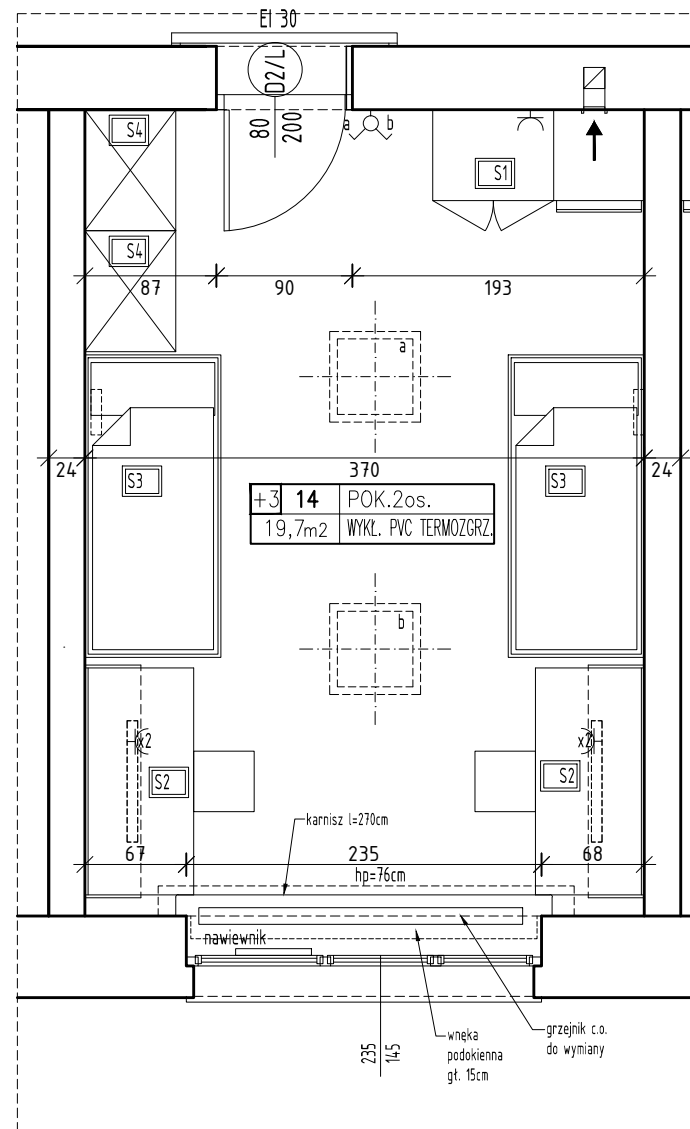 EI 30
D2/L
80
200
a
b
S4
S1
S4
87
90
193
a
24
370
24
S3
S3
+3 14 POK.2os.
19,7m2 WYKŁ. PVC TERMOZGRZ.
b
x2
x2
S2
S2
karnisz l=270cm
67
235
68
hp=76cm
nawiewnik
235
145
wnęka
podokienna
gł. 15cm
grzejnik c.o.
do wymiany